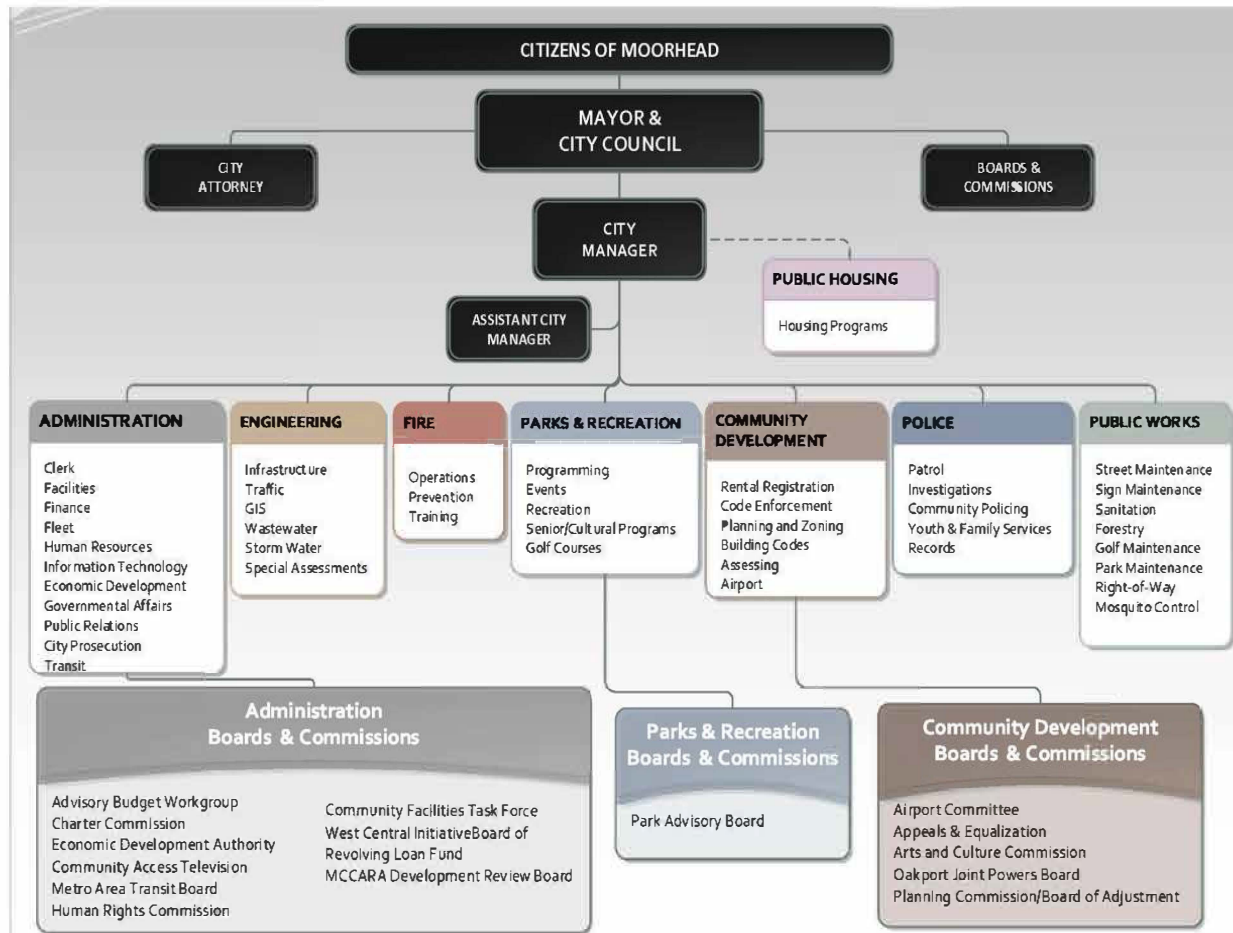 CITIZENS OF MOORHEAD
MAYOR &
CITY COUNCIL
CITY
ATTORNEY
BOARDS &
COMMISSIONS
CITY
MANAGER
PUBLIC HOUSING
Housing Programs
ASSISTANT CITY
MANAGER
ADMINISTRATION
Clerk
Facilities
Finance
Fleet
Human Resources
Information Technology
Economic Development
Governmental Affairs
Public Relations
City Prosecution
Transit
ENGINEERING
Infrastructure
Traffic
GIS
Wastewater
Storm Water
Special Assessments
FIRE
Operations
Prevention
Training
PARKS & RECREATION
Programming
Events
Recreation
Senior/Cultural Programs
Golf Courses
COMMUNITY
DEVELOPMENT
Rental Registration
Code Enforcement
Planning and Zoning
Building Codes
Assessing
Airport
POLICE
Patrol
Investigations
Community Policing
Youth & Family Services
Records
PUBLIC WORKS
Street Maintenance
Sign Maintenance
Sanitation
Forestry
Golf Maintenance
Park Maintenance
Right-of-Way
Mosquito Control
Administration
Boards & Commissions
Advisory Budget Workgroup
Charter Commission
Economic Development Authority
Community Access Television
Metro Area Transit Board
Human Rights Commission
Community Facilities Task Force
West Central InitiativeBoard of
Revolving Loan Fund
MCCARA Development Review Board
Parks & Recreation
Boards & Commissions
Park Advisory Board
Community Development
Boards & Commissions
Airport Committee
Appeals & Equalization
Arts and Culture Commission
Oakport Joint Powers Board
Planning Commission/Board of Adjustment